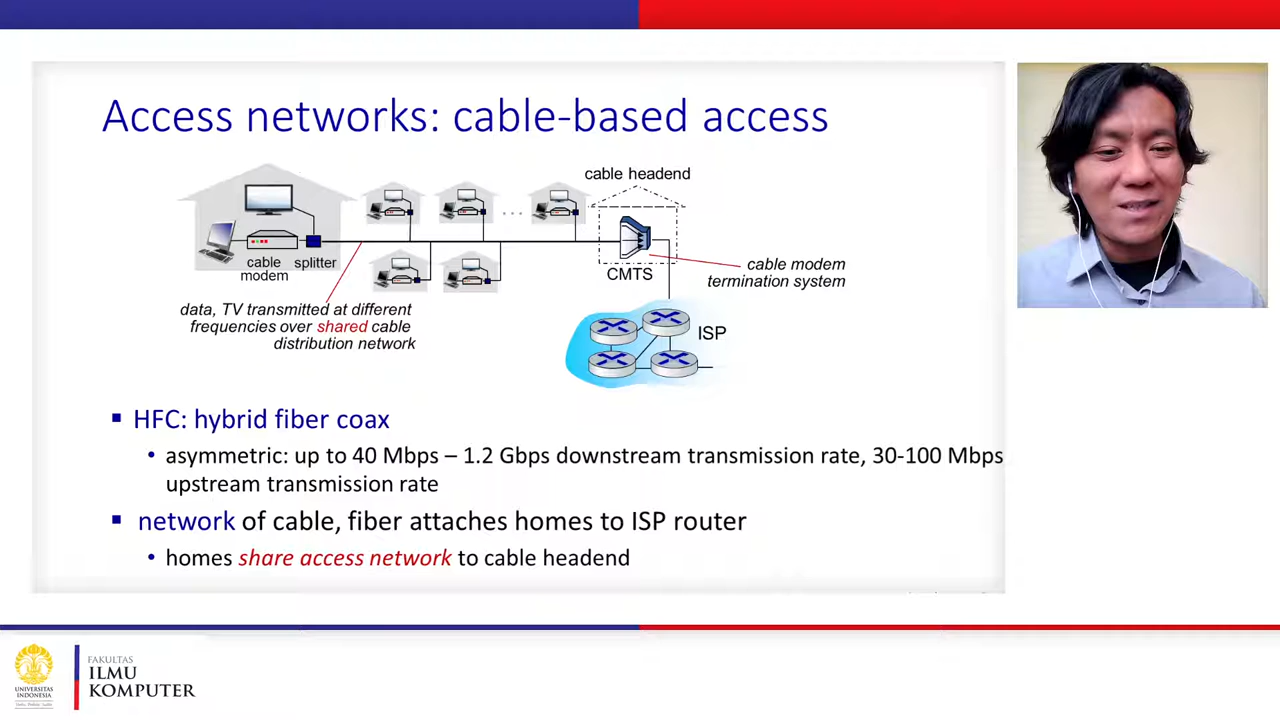 Access networks: cable-based access
cable headend
cable
modem
splitter
CMTS
cable modem
termination system
data, TV transmitted at different
frequencies over shared cable
distribution network
ISP
HFC: hybrid fiber coax
asymmetric: up to 40 Mbps – 1.2 Gbps downstream transmission rate, 30-100 Mbps
upstream transmission rate
network of cable, fiber attaches homes to ISP router
homes share access network to cable headend
UNIVERSITAS
INDONESIA
FAKULTAS
ILMU
KOMPUTER